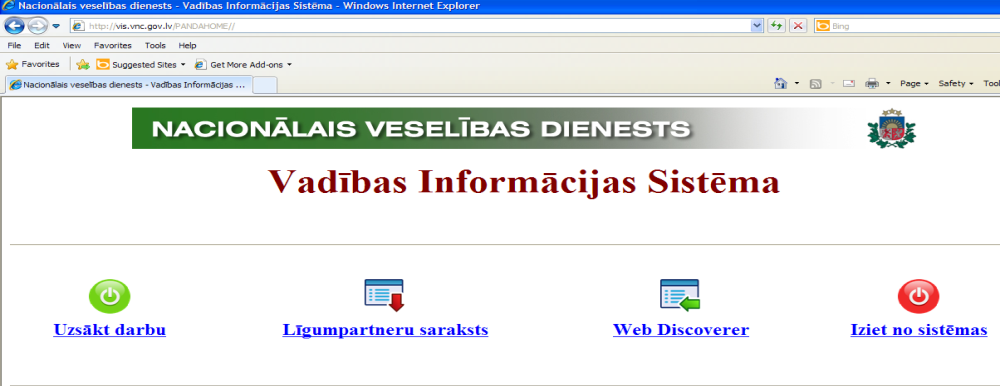 Nacionālais veselības dienests - Vadības Informācijas Sistēma - Windows Internet Explorer
http://vis.vnc.gov.lv/PANDAHOME//
Bing
File Edit View Favorites Tools Help
Favorites Suggested Sites Get More Add-ons
Nacionālais veselības dienests - Vadības Informācijas ...
Page Safety Tool
NACIONĀLAIS VESELĪBAS DIENESTS
Vadības Informācijas Sistēma
Uzsākt darbu Līgumpartneru saraksts Web Discoverer Iziet no sistēmas